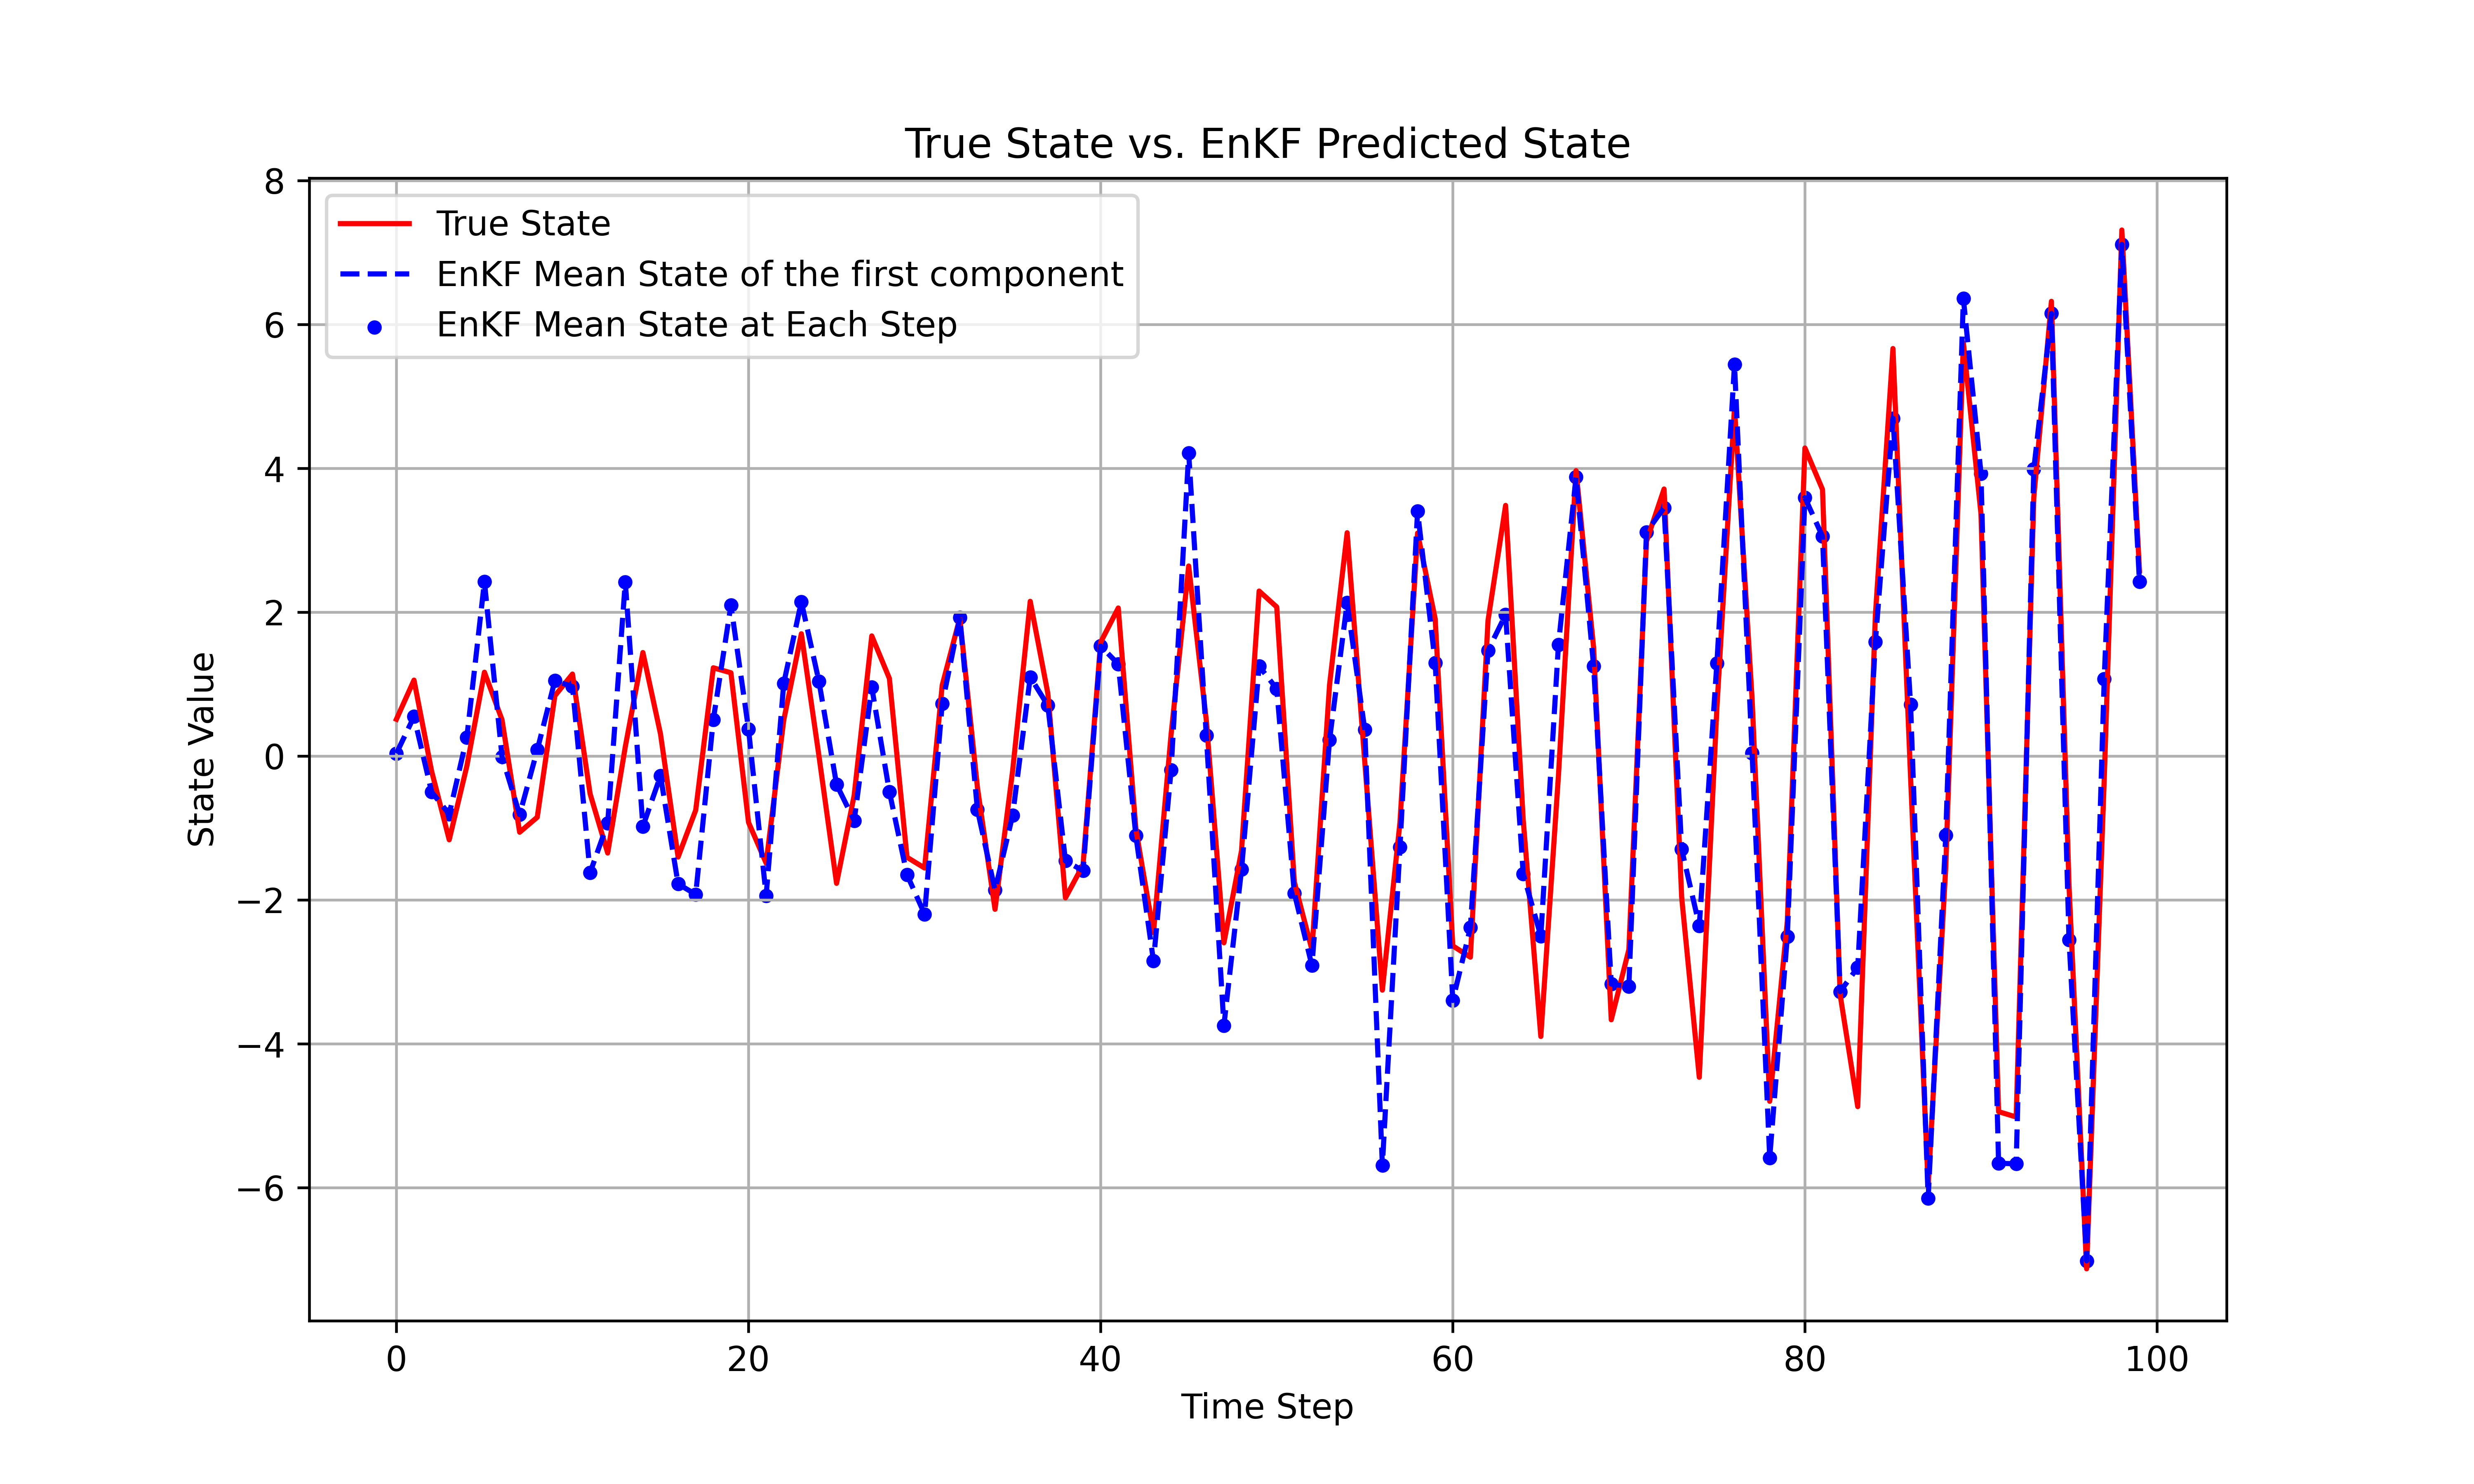 True State vs. EnKF Predicted State
True State
EnKF Mean State of the first component
EnKF Mean State at Each Step
State Value
8
6
4
2
0
−2
−4
−6
0 20 40 60 80 100
Time Step